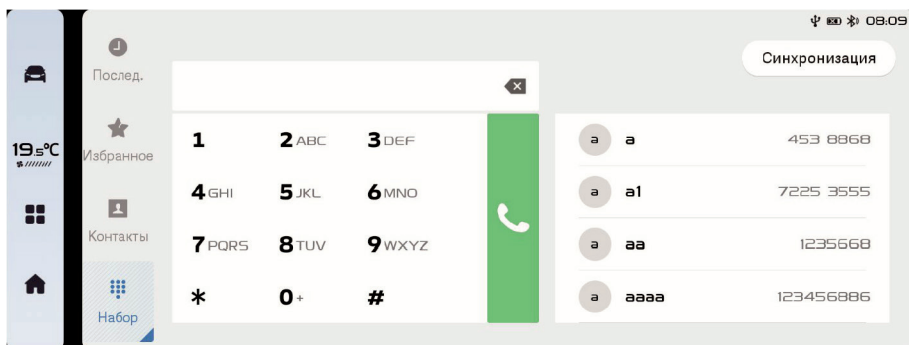 08:09
Синхронизация
19.5°C
Послед.
Избранное
Контакты
Набор
1 2 ABC 3 DEF
4 GHI 5 JKL 6 MNO
7 PQRS 8 TUV 9 WXYZ
* 0 + #
a a 453 8868
a a1 7225 3555
a aa 1235668
a aaaa 123456886